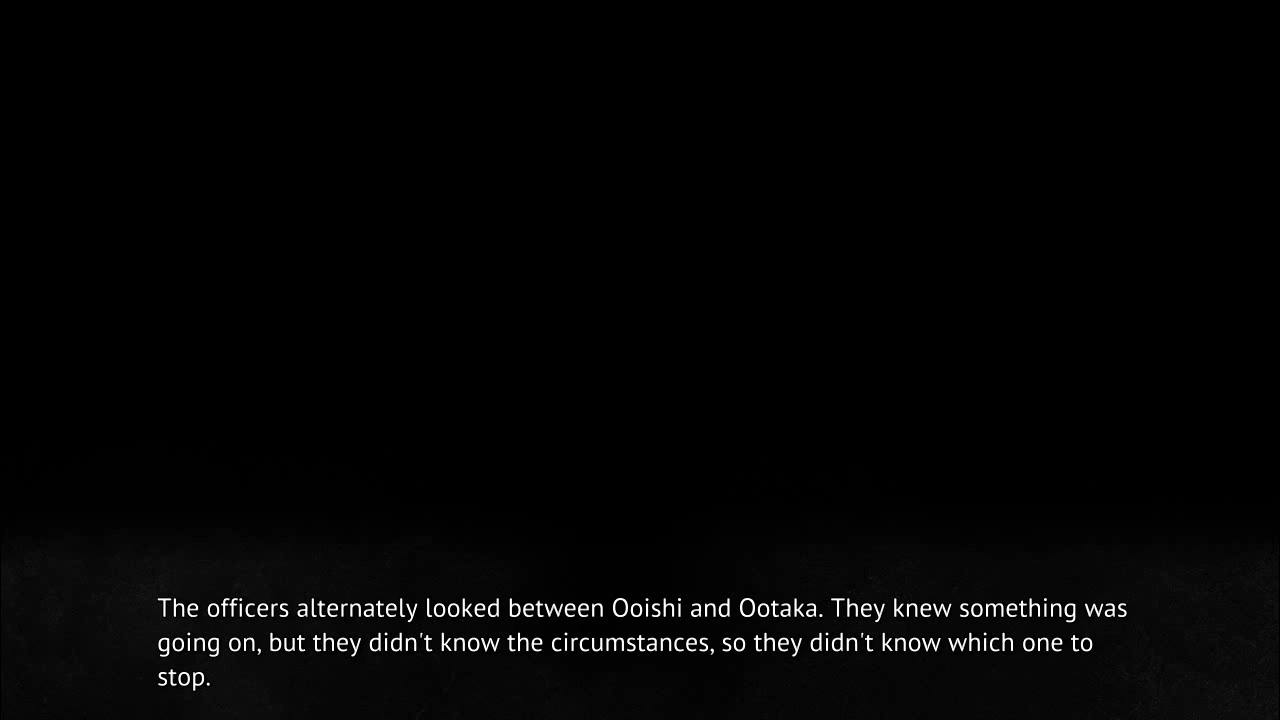 The officers alternately looked between Ooishi and Ootaka. They knew something was
going on, but they didn't know the circumstances, so they didn't know which one to
stop.